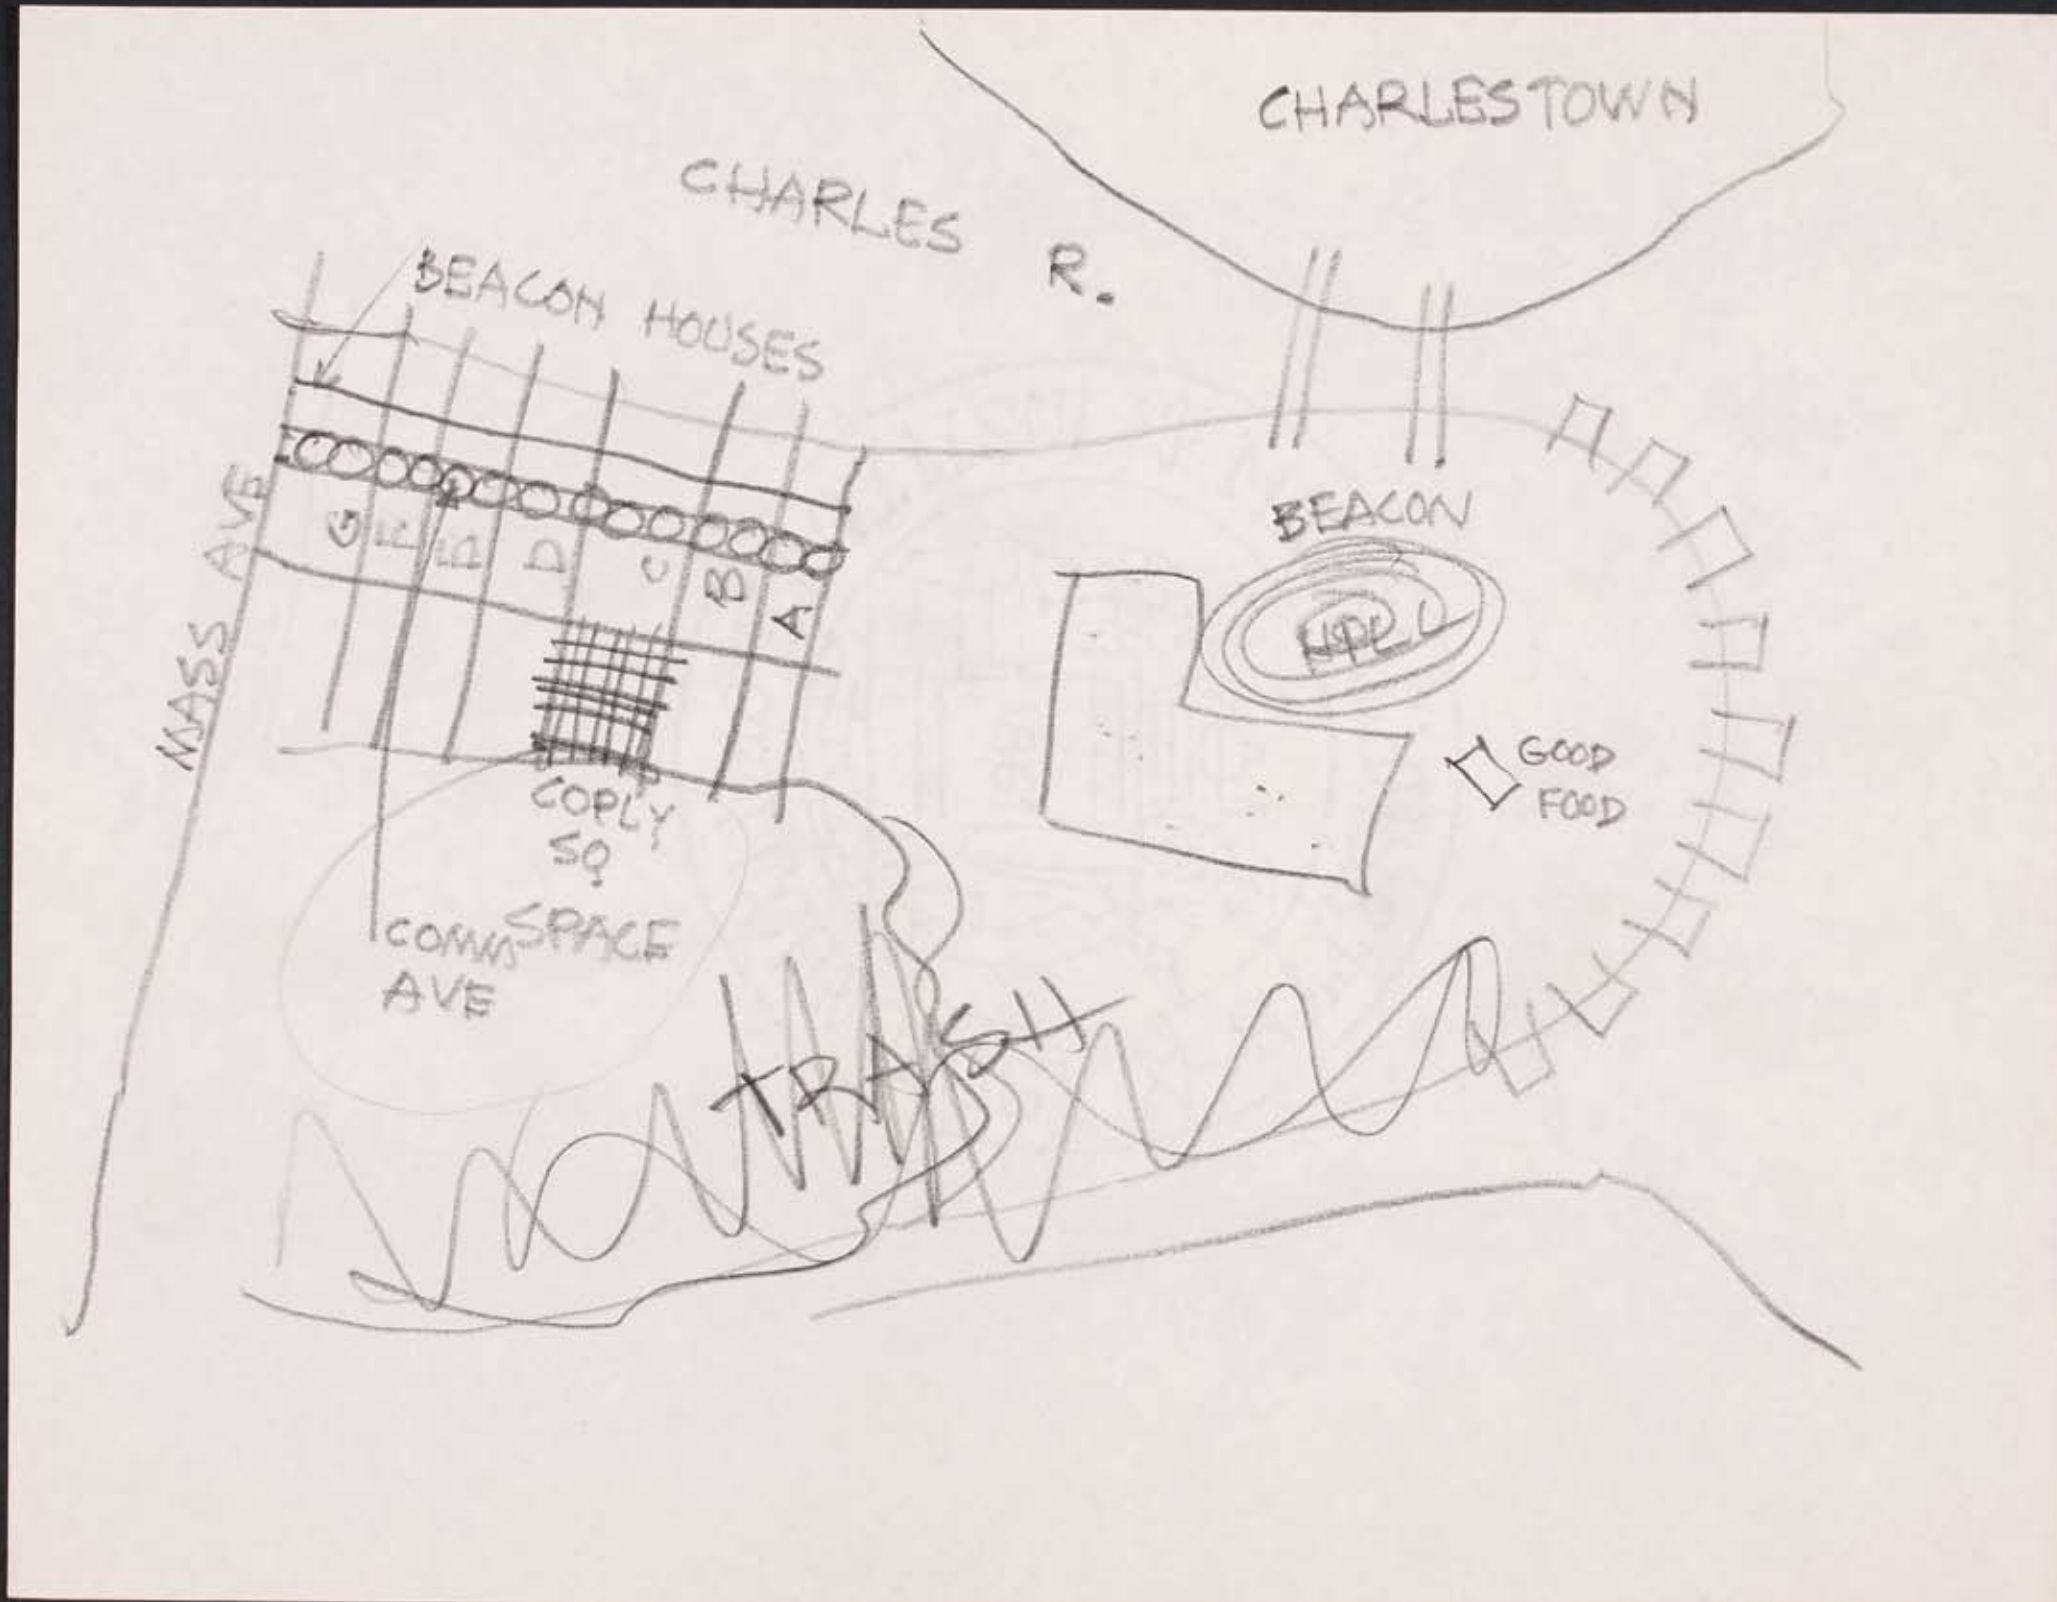 CHARLESTOWN
CHARLES R.
BEACON HOUSES
MASS AVE
G F E D C B A
BEACON
HILL
GOOD
FOOD
COPLY
SQ
SPACE
COMM
AVE
TRASH